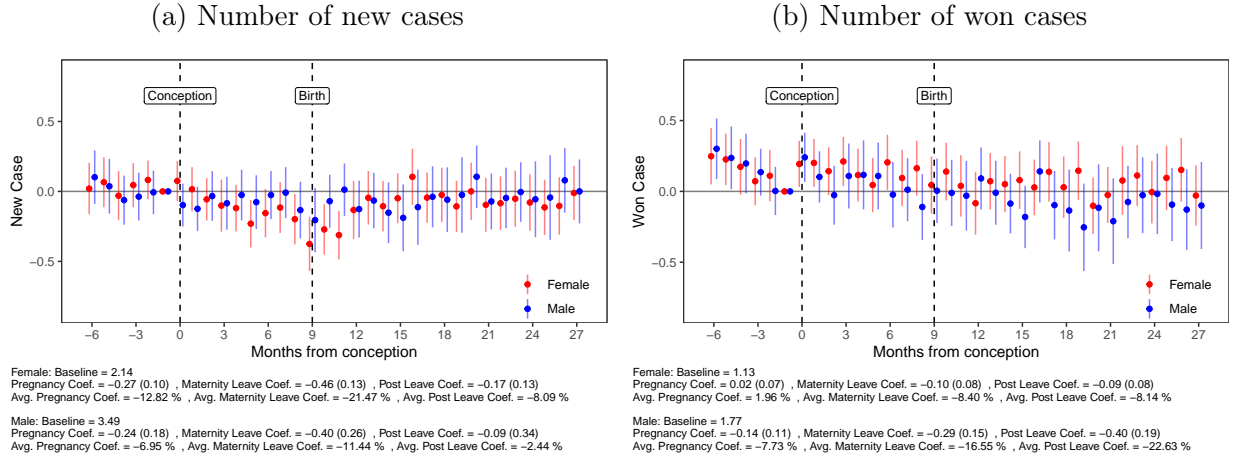 (a) Number of new cases
New Case
0.5
0.0
−0.5
Conception
Birth
Female
Male
−6 −3 0 3 6 9 12 15 18 21 24 27
Months from conception
Female: Baseline = 2.14
Pregnancy Coef. = −0.27 (0.10) , Maternity Leave Coef. = −0.46 (0.13) , Post Leave Coef. = −0.17 (0.13)
Avg. Pregnancy Coef. = −12.82 % , Avg. Maternity Leave Coef. = −21.47 % , Avg. Post Leave Coef. = −8.09 %
Male: Baseline = 3.49
Pregnancy Coef. = −0.24 (0.18) , Maternity Leave Coef. = −0.40 (0.26) , Post Leave Coef. = −0.09 (0.34)
Avg. Pregnancy Coef. = −6.95 % , Avg. Maternity Leave Coef. = −11.44 % , Avg. Post Leave Coef. = −2.44 %
(b) Number of won cases
Won Case
0.5
0.0
−0.5
Conception
Birth
Female
Male
−6 −3 0 3 6 9 12 15 18 21 24 27
Months from conception
Female: Baseline = 1.13
Pregnancy Coef. = 0.02 (0.07) , Maternity Leave Coef. = −0.10 (0.08) , Post Leave Coef. = −0.09 (0.08)
Avg. Pregnancy Coef. = 1.96 % , Avg. Maternity Leave Coef. = −8.40 % , Avg. Post Leave Coef. = −8.14 %
Male: Baseline = 1.77
Pregnancy Coef. = −0.14 (0.11) , Maternity Leave Coef. = −0.29 (0.15) , Post Leave Coef. = −0.40 (0.19)
Avg. Pregnancy Coef. = −7.73 % , Avg. Maternity Leave Coef. = −16.55 % , Avg. Post Leave Coef. = −22.63 %